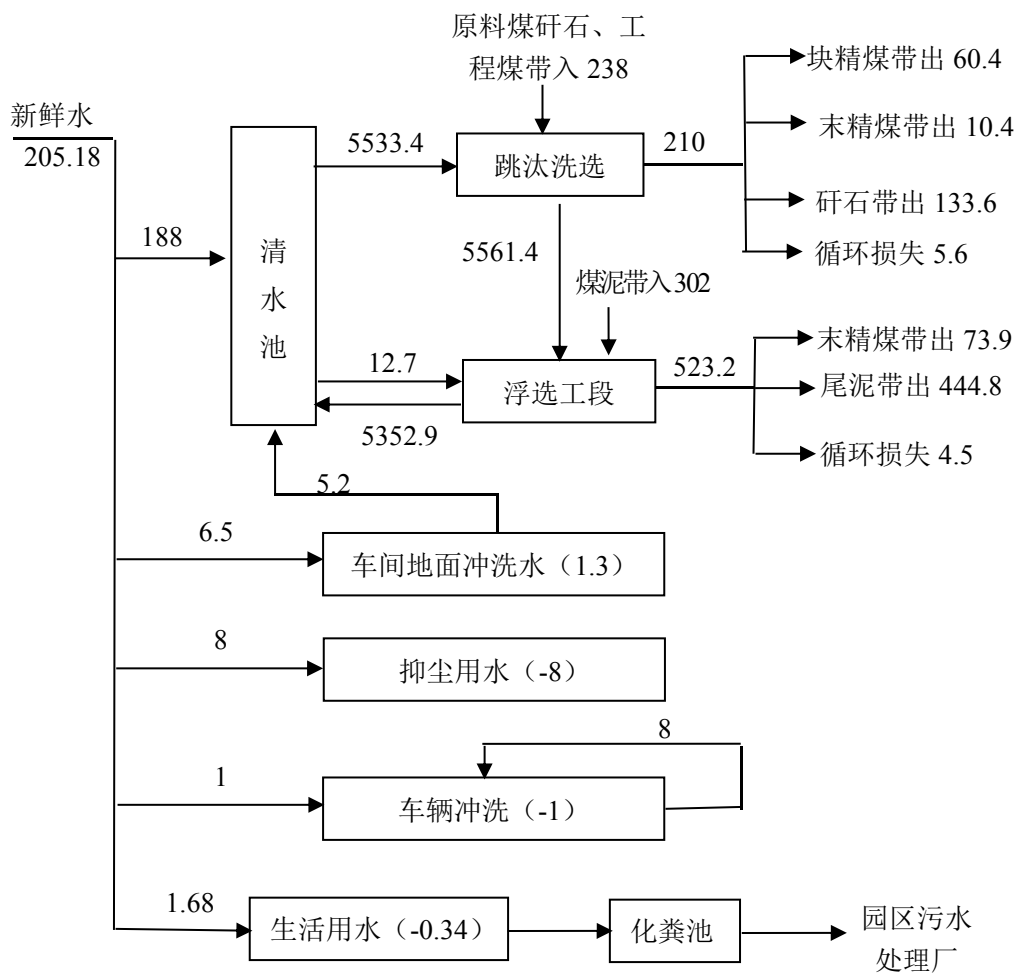 原料煤矸石、工
程煤带入 238
块精煤带出 60.4
新鲜水
205.18
5533.4
跳汰洗选
210
末精煤带出 10.4
矸石带出 133.6
循环损失 5.6
188
清
水
池
5561.4
煤泥带入302
末精煤带出 73.9
12.7
浮选工段
523.2
尾泥带出 444.8
5352.9
循环损失 4.5
5.2
6.5
车间地面冲洗水（1.3）
8
抑尘用水（-8）
8
1
车辆冲洗（-1）
1.68
生活用水（-0.34）
化粪池
园区污水
处理厂